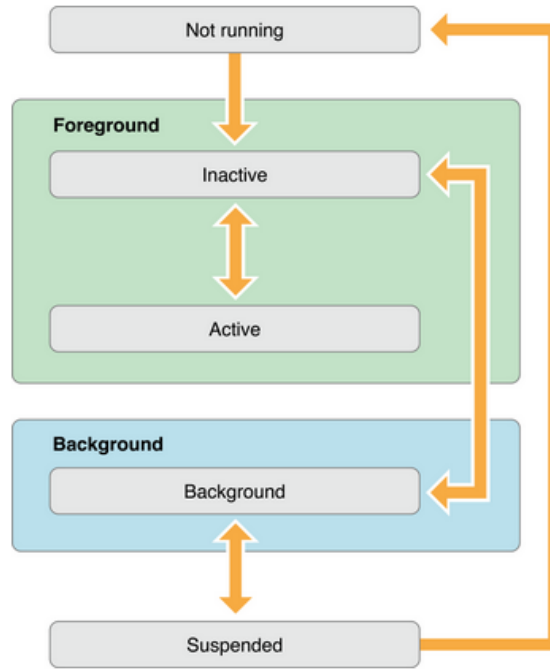 Not running
Foreground
Inactive
Active
Background
Background
Suspended